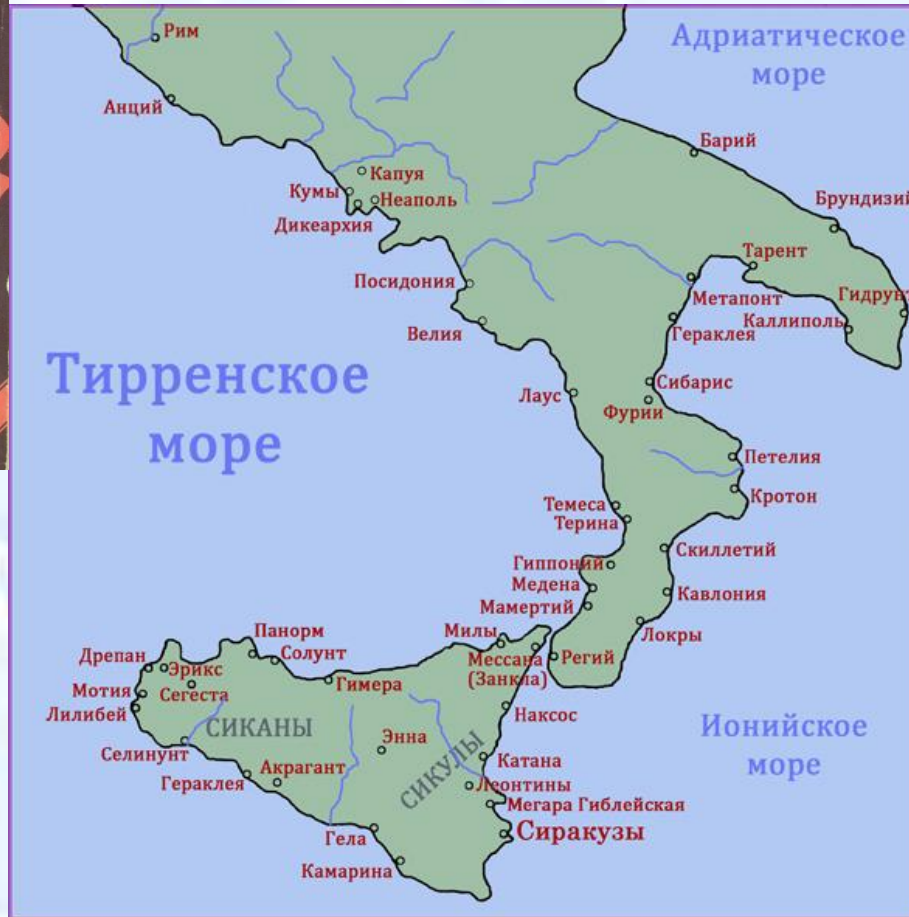 Рим
Адриатическое
море
Анций
Барий
Капуя
Кумы
Неаполь
Брундизий
Дикеархия
Тарент
Посидония
Метапонт
Гидрунт
Велия
Гераклея
Каллиполь
Тирренское
море
Сибарис
Лаус
Фурии
Петелия
Кротон
Темеса
Терина
Скиллетий
Гиппоний
Медена
Кавлония
Мамертий
Локры
Панорм
Милы
Дрепан
Эрикс
Солунт
Мессана
(Занкла)
Регий
Мотия
Сегеста
Гимера
Лилибей
Наксос
СИКАНЫ
Ионийское
море
Селинунт
Энна
СИКУЛЫ
Катана
Гераклея
Акрагант
Леонтины
Мегара Гиблейская
Гела
Сиракузы
Камарина